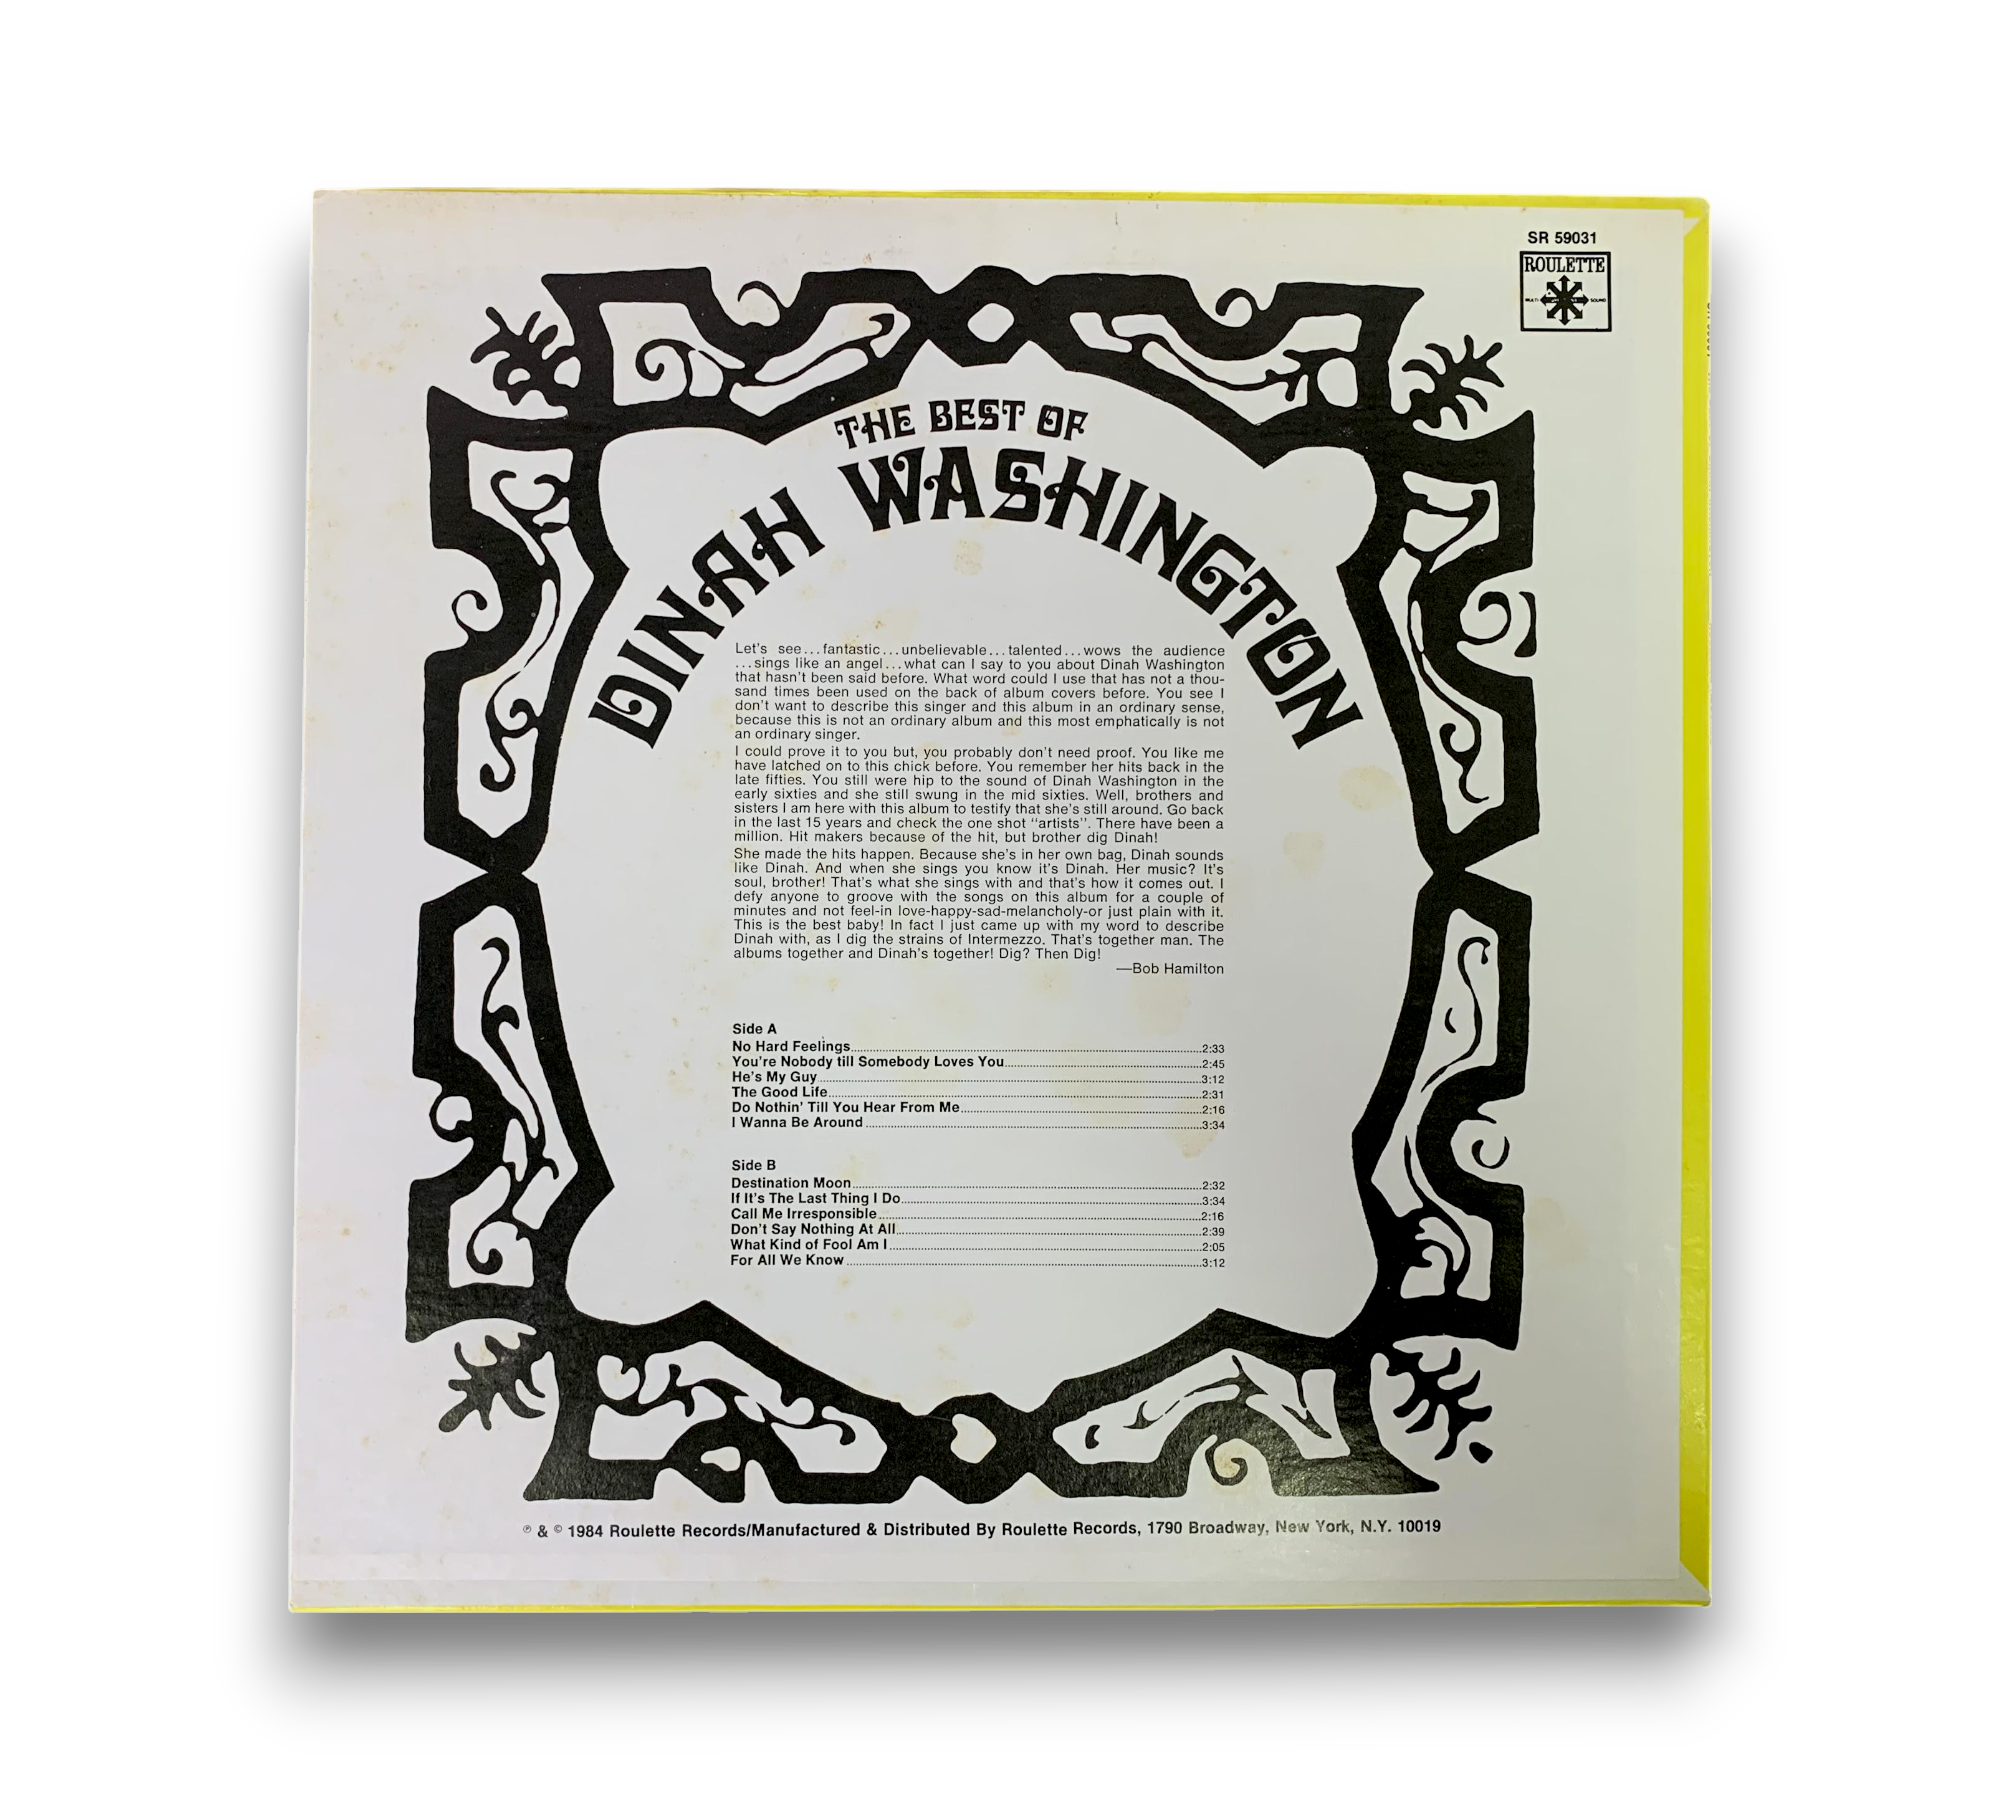 SR 59031
ROULETTE
MULTI SOUND
THE BEST OF
DINAH WASHINGTON
Let's see...fantastic...unbelievable...talented...wows the audience
...sings like an angel...what can I say to you about Dinah Washington
that hasn't been said before. What word could I use that has not a thou-
sand times been used on the back of album covers before. You see I
don't want to describe this singer and this album in an ordinary sense,
because this is not an ordinary album and this most emphatically is not
an ordinary singer.
I could prove it to you but, you probably don't need proof. You like me
have latched on to this chick before. You remember her hits back in the
late fifties. You still were hip to the sound of Dinah Washington in the
early sixties and she still swung in the mid sixties. Well, brothers and
sisters I am here with this album to testify that she's still around. Go back
in the last 15 years and check the one shot "artists". There have been a
million. Hit makers because of the hit, but brother dig Dinah!
She made the hits happen. Because she's in her own bag, Dinah sounds
like Dinah. And when she sings you know it's Dinah. Her music? It's
soul, brother! That's what she sings with and that's how it comes out. I
defy anyone to groove with the songs on this album for a couple of
minutes and not feel-in love-happy-sad-melancholy-or just plain with it.
This is the best baby! In fact I just came up with my word to describe
Dinah with, as I dig the strains of Intermezzo. That's together man. The
albums together and Dinah's together! Dig? Then Dig!
—Bob Hamilton
Side A
No Hard Feelings 2:33
You're Nobody till Somebody Loves You 2:45
He's My Guy 3:12
The Good Life 2:31
Do Nothin' Till You Hear From Me 2:16
I Wanna Be Around 3:34
Side B
Destination Moon 2:32
If It's The Last Thing I Do 3:34
Call Me Irresponsible 2:16
Don't Say Nothing At All 2:39
What Kind of Fool Am I 2:05
For All We Know 3:12
℗ & © 1984 Roulette Records/Manufactured & Distributed By Roulette Records, 1790 Broadway, New York, N.Y. 10019